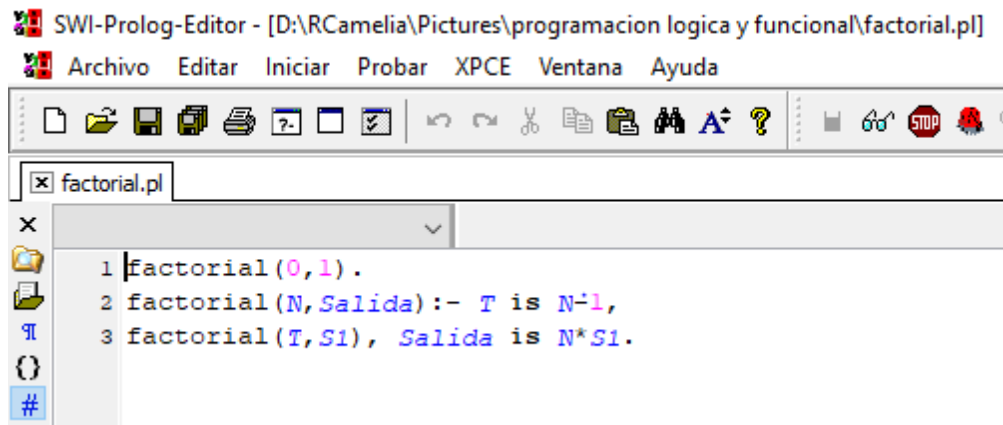 SWI-Prolog-Editor - [D:\RCamelia\Pictures\programacion logica y funcional\factorial.pl]
Archivo Editar Iniciar Probar XPCE Ventana Ayuda
factorial.pl
1 factorial(0,1).
2 factorial(N,Salida):- T is N-1,
3 factorial(T,S1), Salida is N*S1.